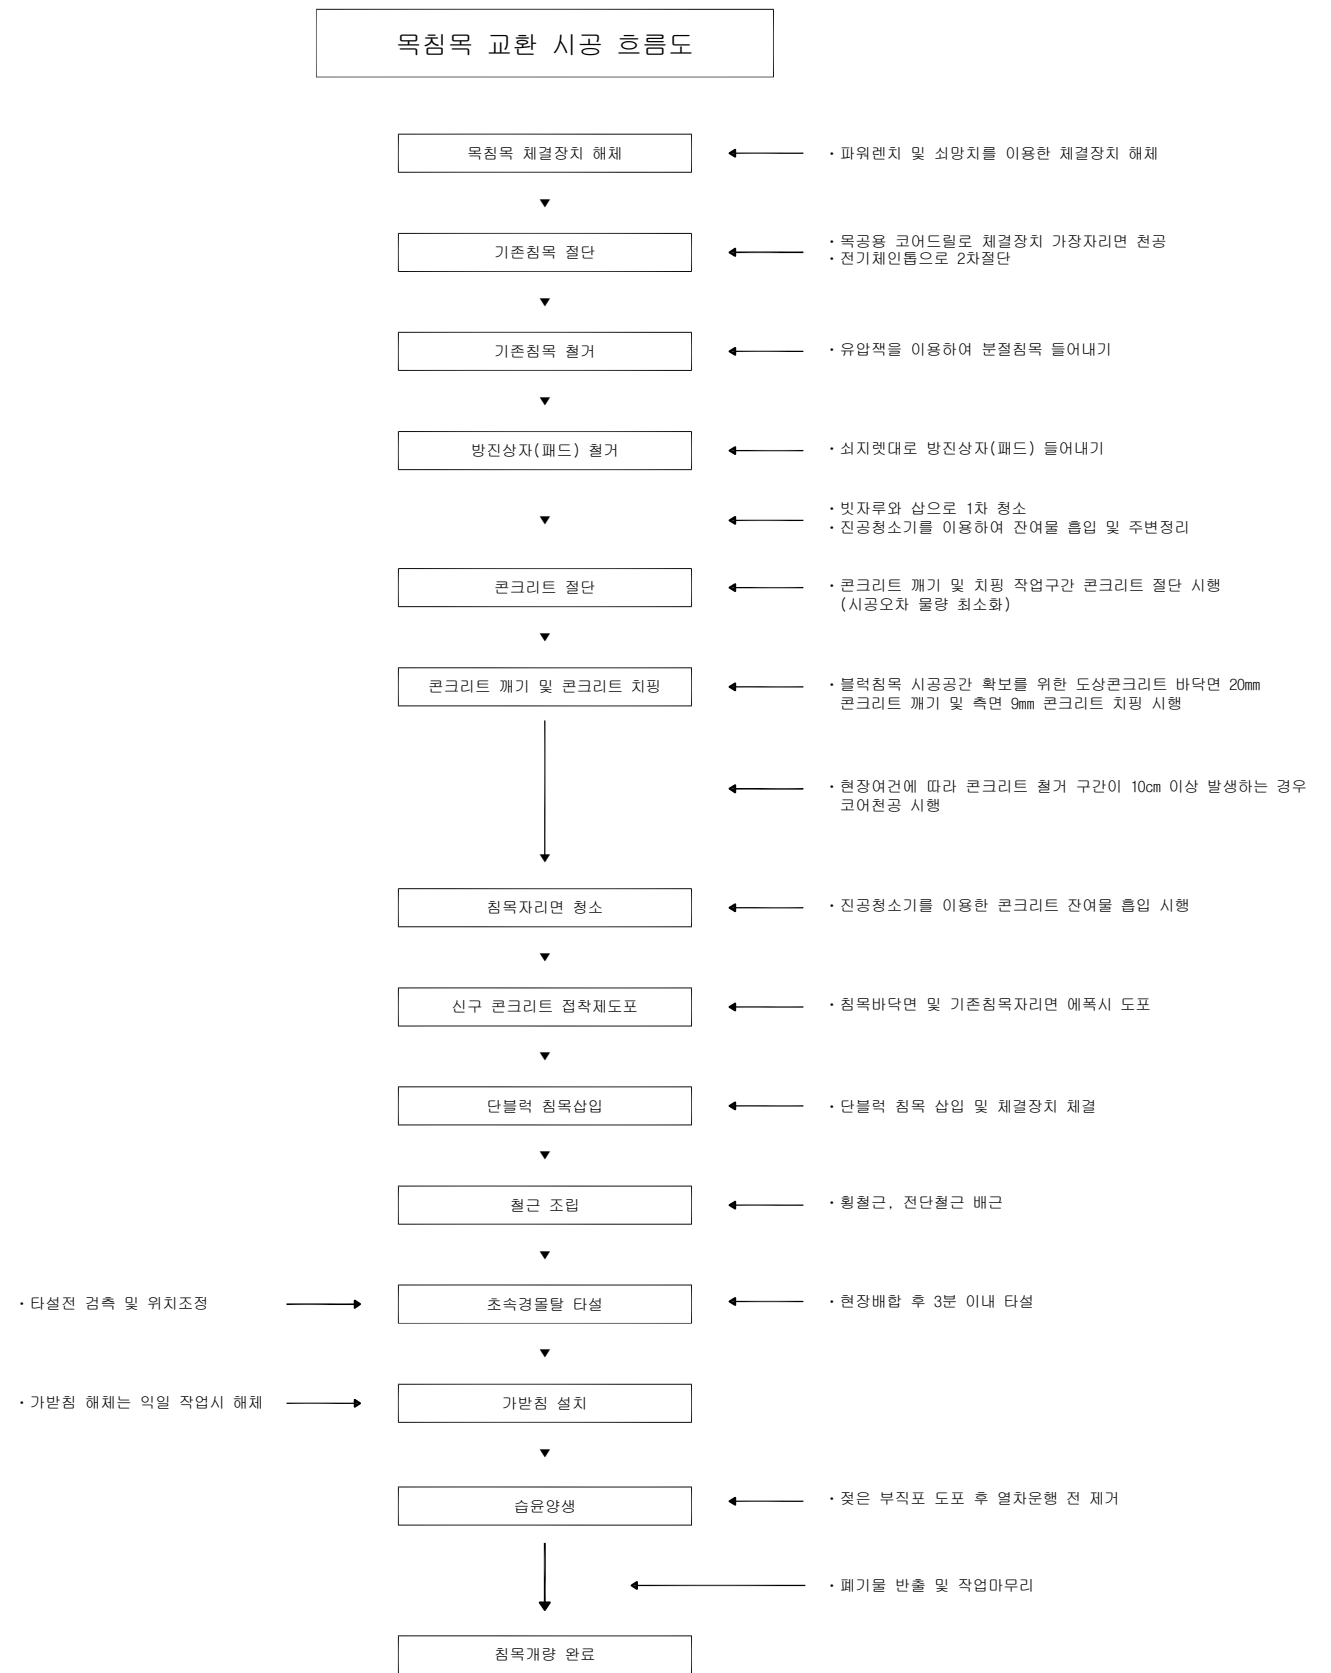 목침목 교환 시공 흐름도
목침목 체결장치 해체
·파워렌치 및 쇠망치를 이용한 체결장치 해체
기존침목 절단
·목공용 코어드릴로 체결장치 가장자리면 천공
·전기체인톱으로 2차절단
기존침목 철거
·유압잭을 이용하여 분절침목 들어내기
방진상자(패드) 철거
·쇠지렛대로 방진상자(패드) 들어내기
·빗자루와 삽으로 1차 청소
·진공청소기를 이용하여 잔여물 흡입 및 주변정리
콘크리트 절단
·콘크리트 깨기 및 치핑 작업구간 콘크리트 절단 시행
(시공오차 물량 최소화)
콘크리트 깨기 및 콘크리트 치핑
·블럭침목 시공공간 확보를 위한 도상콘크리트 바닥면 20mm
콘크리트 깨기 및 측면 9mm 콘크리트 치핑 시행
·현장여건에 따라 콘크리트 철거 구간이 10cm 이상 발생하는 경우
코어천공 시행
침목자리면 청소
·진공청소기를 이용한 콘크리트 잔여물 흡입 시행
신구 콘크리트 접착제도포
·침목바닥면 및 기존침목자리면 에폭시 도포
단블럭 침목삽입
·단블럭 침목 삽입 및 체결장치 체결
철근 조립
·횡철근, 전단철근 배근
·타설전 검측 및 위치조정
초속경몰탈 타설
·현장배합 후 3분 이내 타설
·가받침 해체는 익일 작업시 해체
가받침 설치
습윤양생
·젖은 부직포 도포 후 열차운행 전 제거
·폐기물 반출 및 작업마무리
침목개량 완료